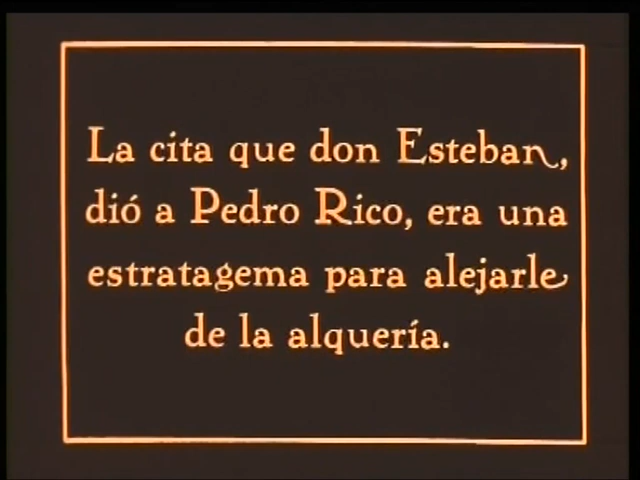 La cita que don Esteban,
dió a Pedro Rico, era una
estratagema para alejarle
de la alquería.